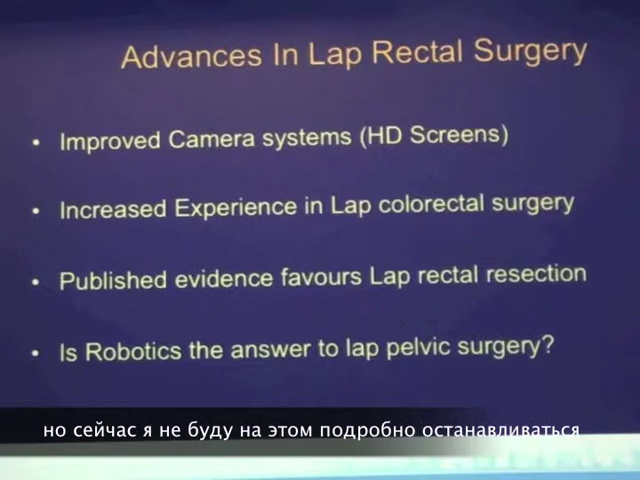 Advances In Lap Rectal Surgery
• Improved Camera systems (HD Screens)
• Increased Experience in Lap colorectal surgery
• Published evidence favours Lap rectal resection
• Is Robotics the answer to lap pelvic surgery?
но сейчас я не буду на этом подробно останавливаться